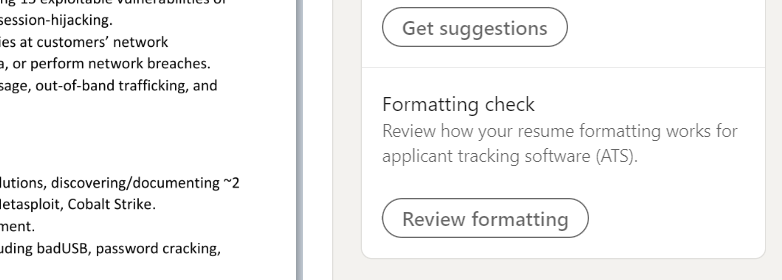 session-hijacking.
ies at customers’ network
a, or perform network breaches.
sage, out-of-band trafficking, and
lutions, discovering/documenting ~2
Metasploit, Cobalt Strike.
ment.
uding badUSB, password cracking,
Get suggestions
Formatting check
Review how your resume formatting works for
applicant tracking software (ATS).
Review formatting